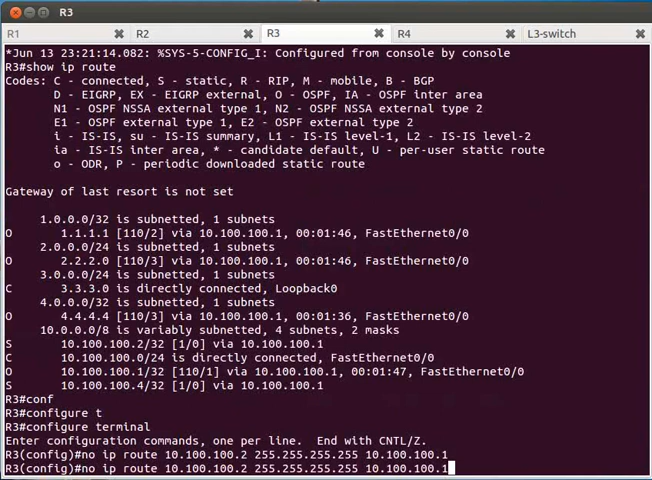 R3
R1 R2 R3 R4 L3-switch
*Jun 13 23:21:14.082: %SYS-5-CONFIG_I: Configured from console by console
R3#show ip route
Codes: C - connected, S - static, R - RIP, M - mobile, B - BGP
D - EIGRP, EX - EIGRP external, O - OSPF, IA - OSPF inter area
N1 - OSPF NSSA external type 1, N2 - OSPF NSSA external type 2
E1 - OSPF external type 1, E2 - OSPF external type 2
i - IS-IS, su - IS-IS summary, L1 - IS-IS level-1, L2 - IS-IS level-2
ia - IS-IS inter area, * - candidate default, U - per-user static route
o - ODR, P - periodic downloaded static route
Gateway of last resort is not set
1.0.0.0/32 is subnetted, 1 subnets
O 1.1.1.1 [110/2] via 10.100.100.1, 00:01:46, FastEthernet0/0
2.0.0.0/24 is subnetted, 1 subnets
O 2.2.2.0 [110/3] via 10.100.100.1, 00:01:46, FastEthernet0/0
3.0.0.0/24 is subnetted, 1 subnets
C 3.3.3.0 is directly connected, Loopback0
4.0.0.0/32 is subnetted, 1 subnets
O 4.4.4.4 [110/3] via 10.100.100.1, 00:01:36, FastEthernet0/0
10.0.0.0/8 is variably subnetted, 4 subnets, 2 masks
S 10.100.100.2/32 [1/0] via 10.100.100.1
C 10.100.100.0/24 is directly connected, FastEthernet0/0
O 10.100.100.1/32 [110/1] via 10.100.100.1, 00:01:47, FastEthernet0/0
S 10.100.100.4/32 [1/0] via 10.100.100.1
R3#conf
R3#configure t
R3#configure terminal
Enter configuration commands, one per line. End with CNTL/Z.
R3(config)#no ip route 10.100.100.2 255.255.255.255 10.100.100.1
R3(config)#no ip route 10.100.100.2 255.255.255.255 10.100.100.1